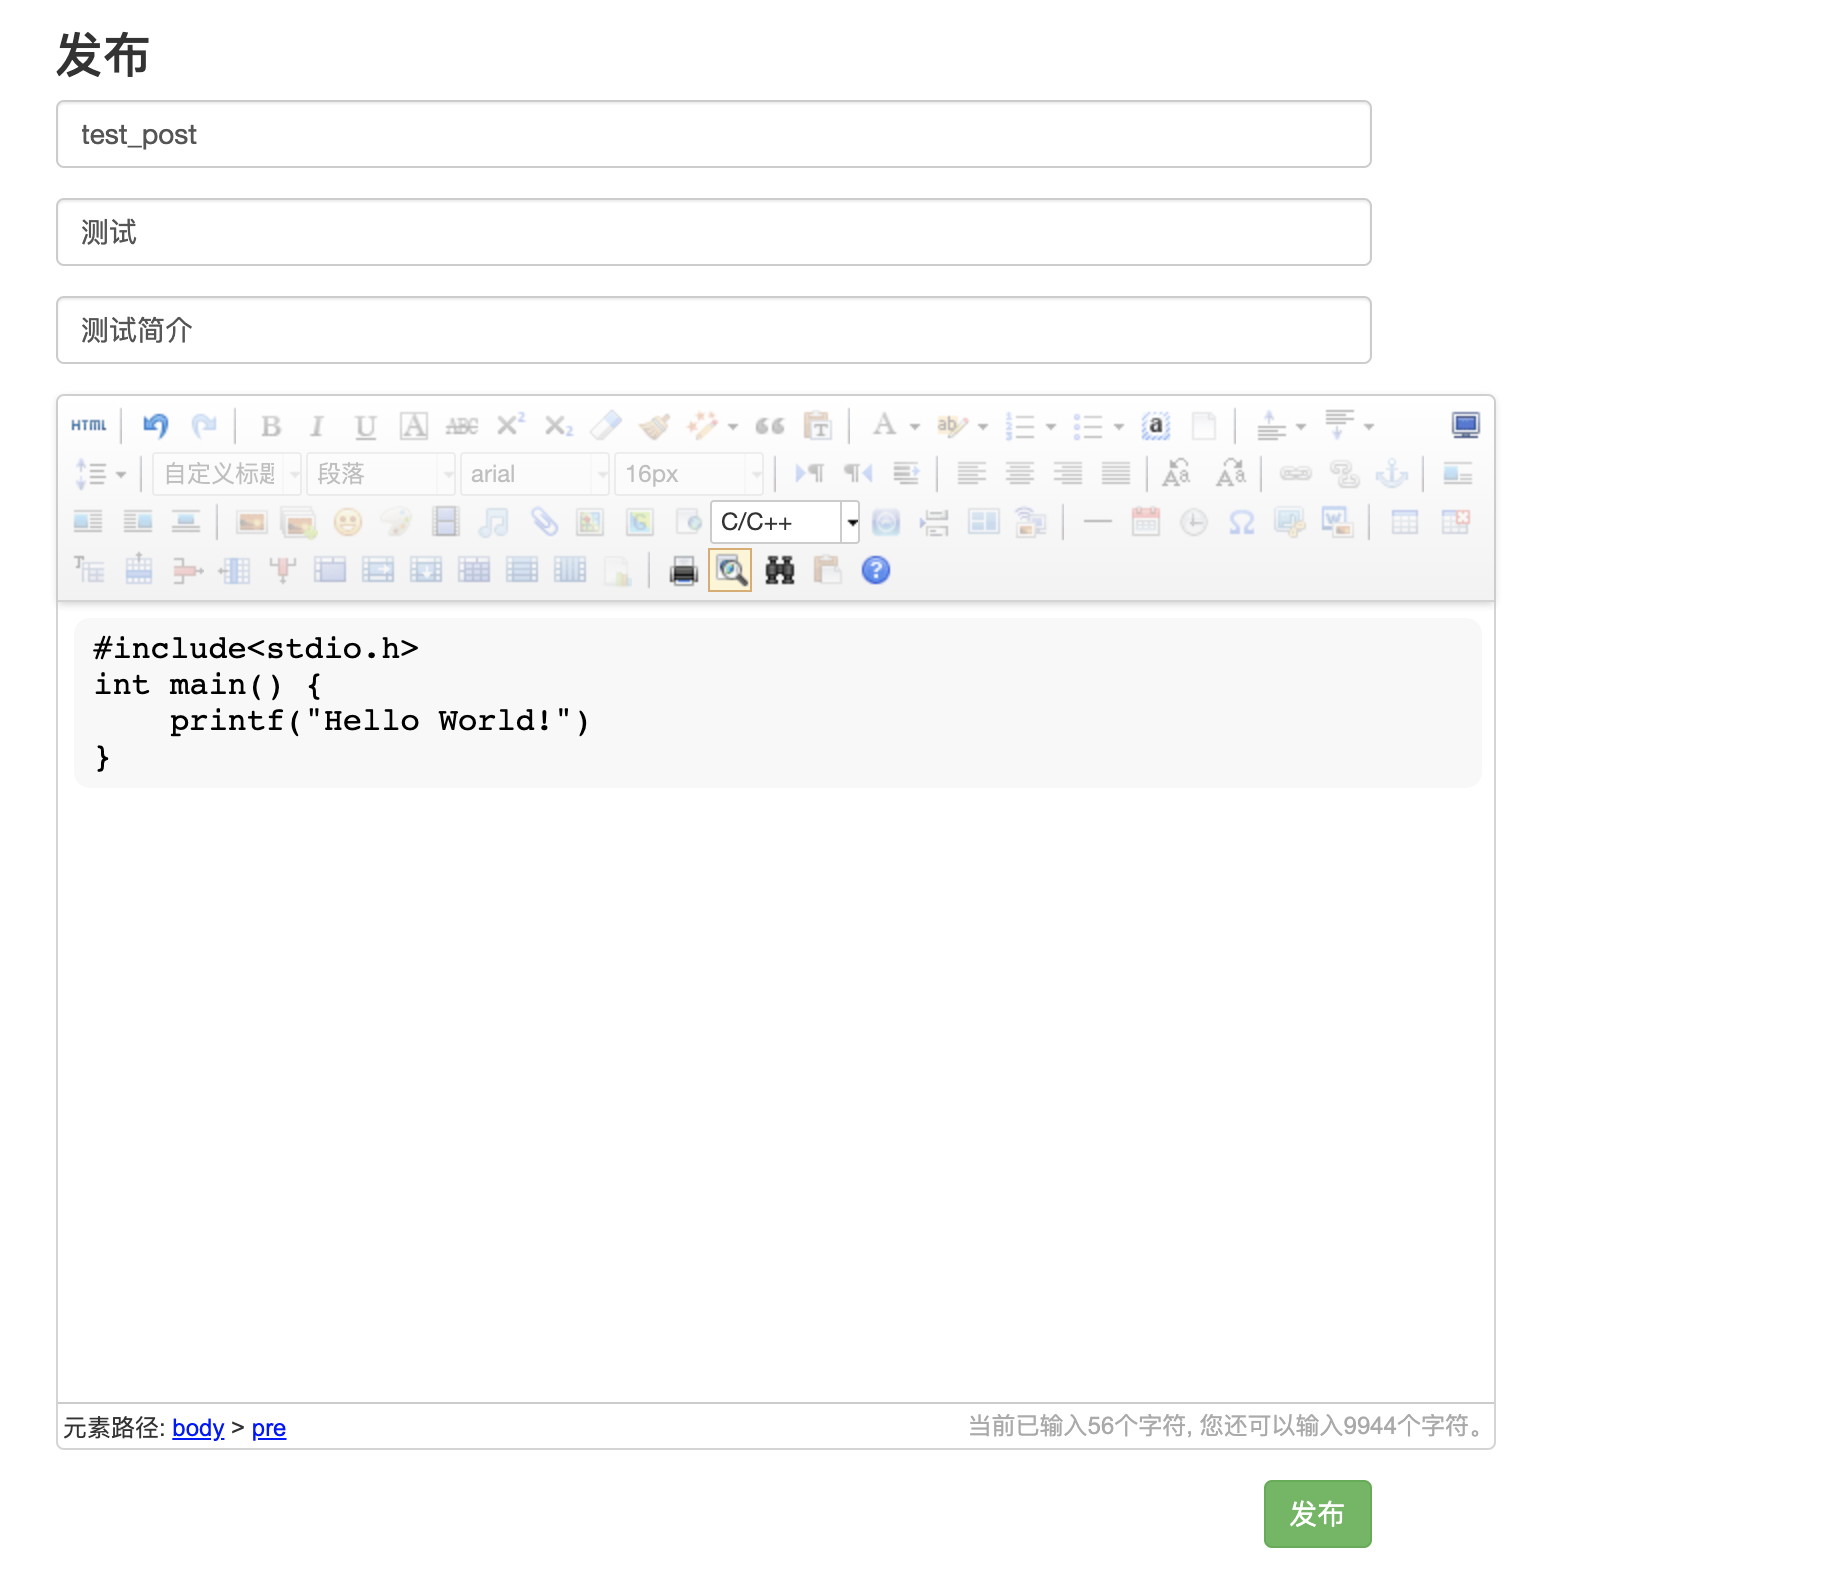 发布
test_post
测试
测试简介
HTML B I U A ABC X² X₂ T A ab a
自定义标题 段落 arial 16px Aa Aa
C/C++ Ω W
T ?
#include<stdio.h>
int main() {
    printf("Hello World!")
}
元素路径: body > pre
当前已输入56个字符, 您还可以输入9944个字符。
发布